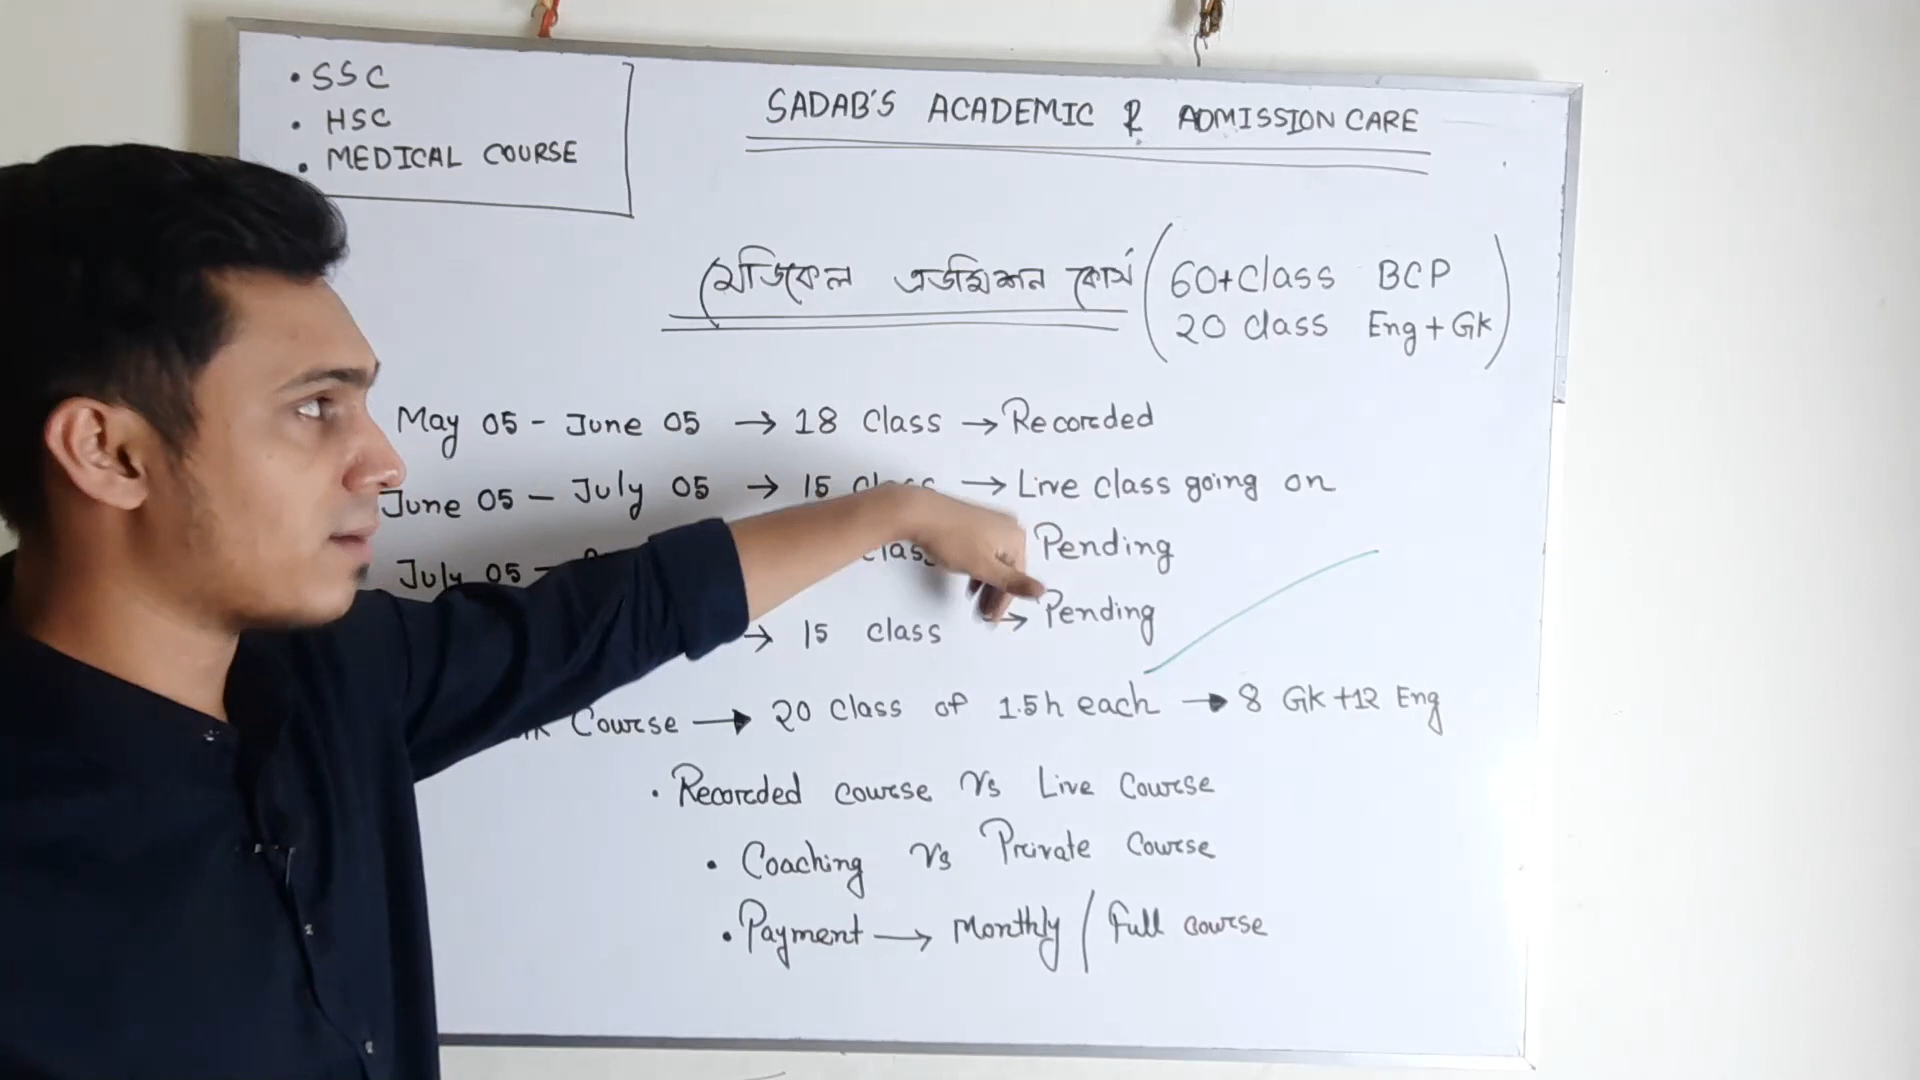 • SSC
• HSC
• MEDICAL COURSE
SADAB'S ACADEMIC & ADMISSION CARE
মেডিকেল এডমিশন কোর্স (60+Class BCP
20 class Eng+Gk)
May 05 - June 05 → 18 Class → Recorded
June 05 – July 05 → 15 Class → Live class going on
July 05 – Class Pending
→ 15 class → Pending
Course → 20 class of 1.5h each → 8 Gk+12 Eng
• Recorded course Vs Live Course
• Coaching Vs Private Course
• Payment → Monthly / Full course